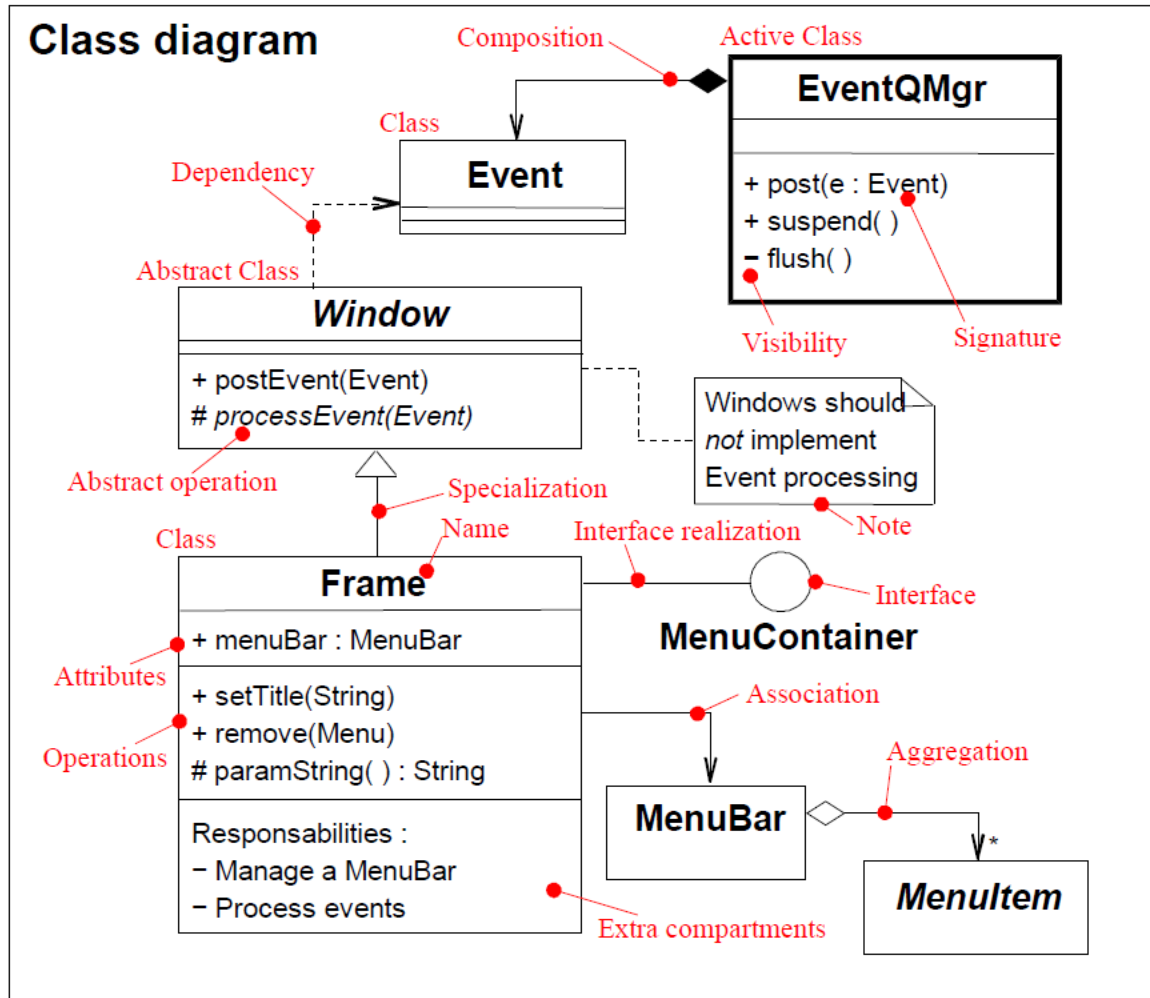 Class diagram
Composition
Active Class
EventQMgr
Class
Event
+ post(e : Event)
+ suspend( )
− flush( )
Dependency
Abstract Class
Window
Visibility
Signature
+ postEvent(Event)
# processEvent(Event)
Windows should
not implement
Event processing
Abstract operation
Specialization
Note
Class
Name
Interface realization
Frame
Interface
MenuContainer
+ menuBar : MenuBar
Attributes
+ setTitle(String)
+ remove(Menu)
# paramString( ) : String
Operations
Association
Aggregation
MenuBar
*
MenuItem
Responsabilities :
− Manage a MenuBar
− Process events
Extra compartments